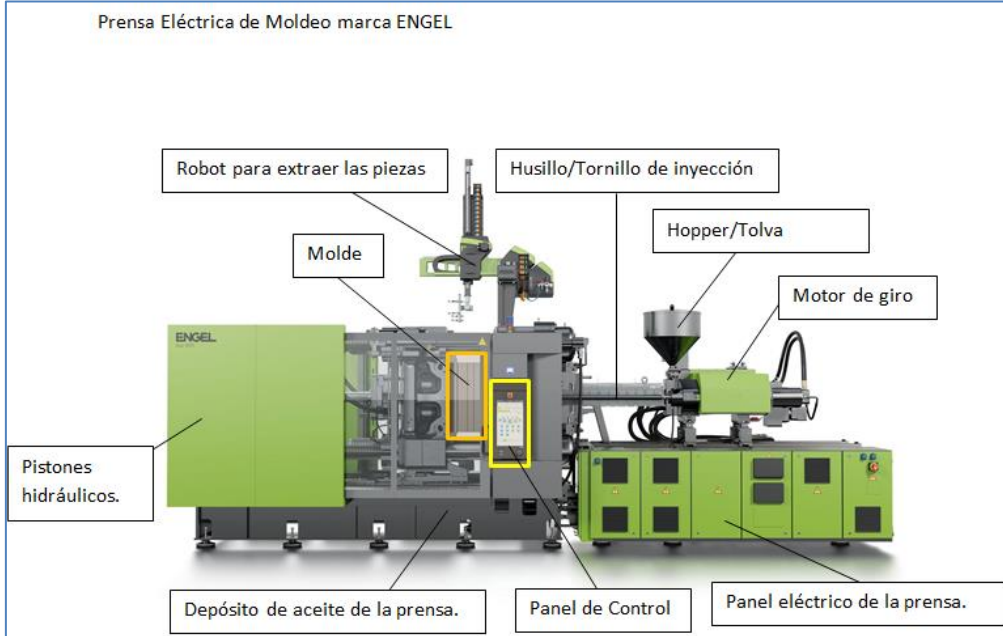 Prensa Eléctrica de Moldeo marca ENGEL
Robot para extraer las piezas
Husillo/Tornillo de inyección
Hopper/Tolva
Molde
Motor de giro
ENGEL
Pistones
hidráulicos.
Depósito de aceite de la prensa.
Panel de Control
Panel eléctrico de la prensa.